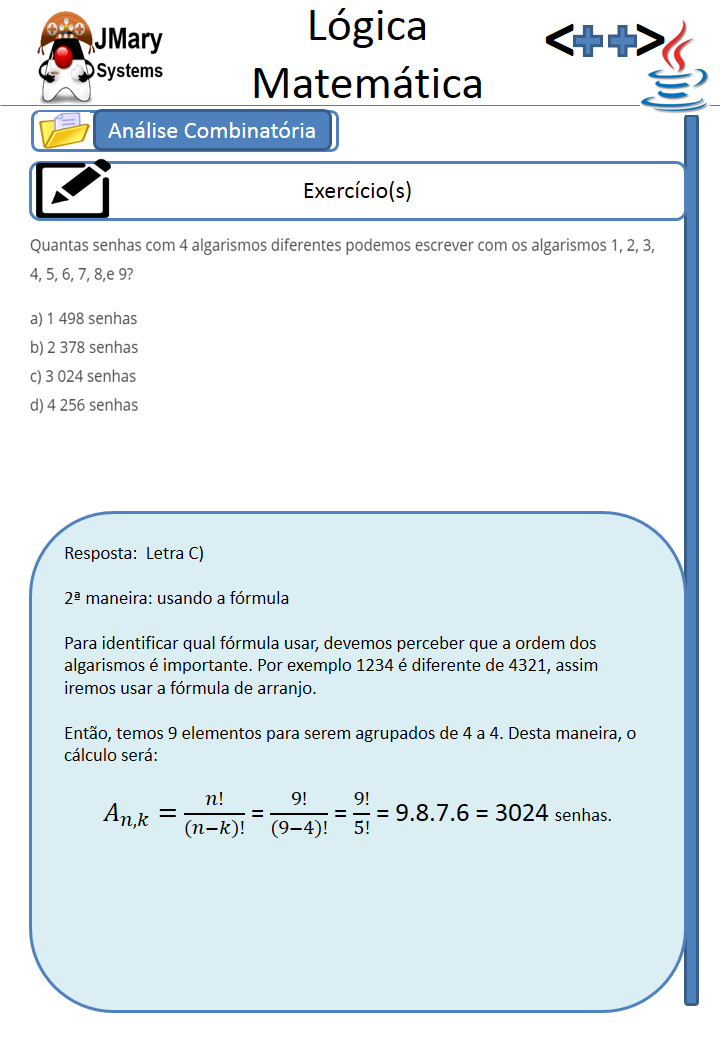 JMary
Systems
Lógica
Matemática
<++>
Análise Combinatória
Exercício(s)
Quantas senhas com 4 algarismos diferentes podemos escrever com os algarismos 1, 2, 3,
4, 5, 6, 7, 8,e 9?
a) 1 498 senhas
b) 2 378 senhas
c) 3 024 senhas
d) 4 256 senhas
Resposta:  Letra C)
2ª maneira: usando a fórmula
Para identificar qual fórmula usar, devemos perceber que a ordem dos
algarismos é importante. Por exemplo 1234 é diferente de 4321, assim
iremos usar a fórmula de arranjo.
Então, temos 9 elementos para serem agrupados de 4 a 4. Desta maneira, o
cálculo será:
A_{n,k} = n!/(n−k)! = 9!/(9−4)! = 9!/5! = 9.8.7.6 = 3024 senhas.